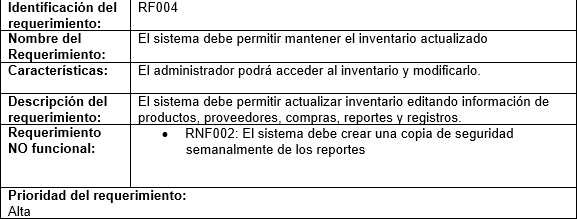 Identificación del requerimiento: RF004
Nombre del Requerimiento: El sistema debe permitir mantener el inventario actualizado
Características: El administrador podrá acceder al inventario y modificarlo.
Descripción del requerimiento: El sistema debe permitir actualizar inventario editando información de
productos, proveedores, compras, reportes y registros.
Requerimiento NO funcional:
• RNF002: El sistema debe crear una copia de seguridad
semanalmente de los reportes
Prioridad del requerimiento:
Alta